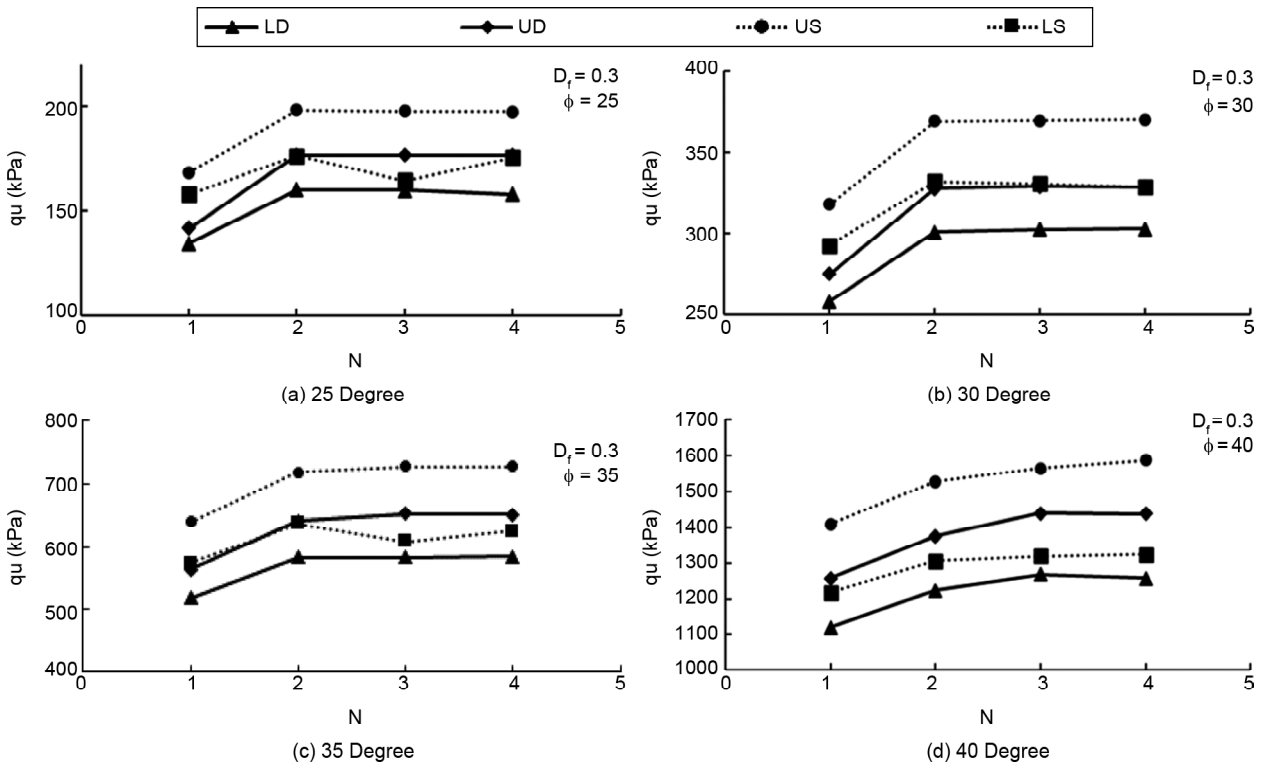 LD UD US LS
D_f = 0.3
ϕ = 25
qu (kPa)
200
150
100
0 1 2 3 4 5
N
(a) 25 Degree
D_f = 0.3
ϕ = 30
qu (kPa)
400
350
300
250
0 1 2 3 4 5
N
(b) 30 Degree
D_f = 0.3
ϕ = 35
qu (kPa)
800
700
600
500
400
0 1 2 3 4 5
N
(c) 35 Degree
D_f = 0.3
ϕ = 40
qu (kPa)
1700
1600
1500
1400
1300
1200
1100
1000
0 1 2 3 4 5
N
(d) 40 Degree